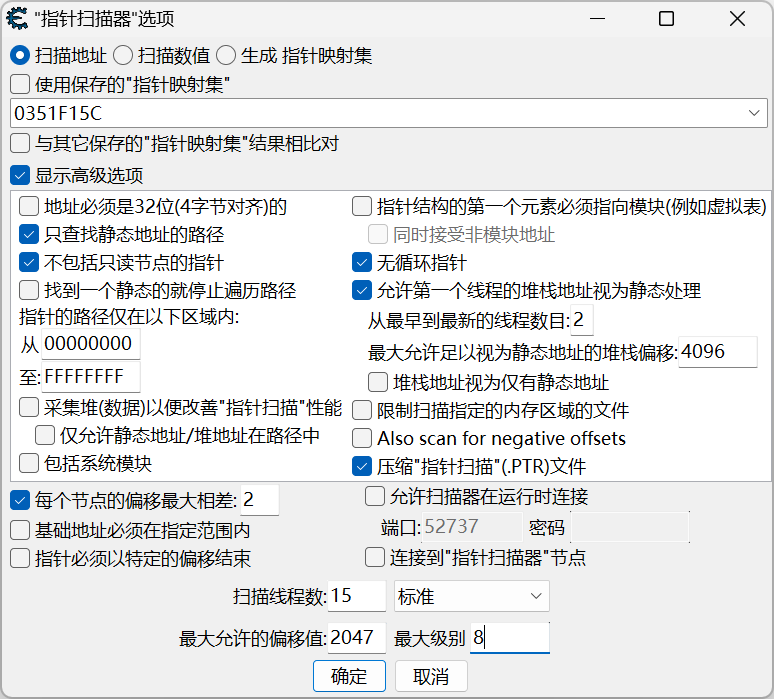 "指针扫描器"选项
扫描地址 扫描数值 生成 指针映射集
使用保存的"指针映射集"
0351F15C
与其它保存的"指针映射集"结果相比对
显示高级选项
地址必须是32位(4字节对齐)的
只查找静态地址的路径
不包括只读节点的指针
找到一个静态的就停止遍历路径
指针的路径仅在以下区域内:
从 00000000
至: FFFFFFFF
采集堆(数据)以便改善"指针扫描"性能
仅允许静态地址/堆地址在路径中
包括系统模块
指针结构的第一个元素必须指向模块(例如虚拟表)
同时接受非模块地址
无循环指针
允许第一个线程的堆栈地址视为静态处理
从最早到最新的线程数目: 2
最大允许足以视为静态地址的堆栈偏移: 4096
堆栈地址视为仅有静态地址
限制扫描指定的内存区域的文件
Also scan for negative offsets
压缩"指针扫描"(.PTR)文件
每个节点的偏移最大相差: 2
基础地址必须在指定范围内
指针必须以特定的偏移结束
允许扫描器在运行时连接
端口: 52737 密码
连接到"指针扫描器"节点
扫描线程数: 15 标准
最大允许的偏移值: 2047 最大级别 8
确定 取消